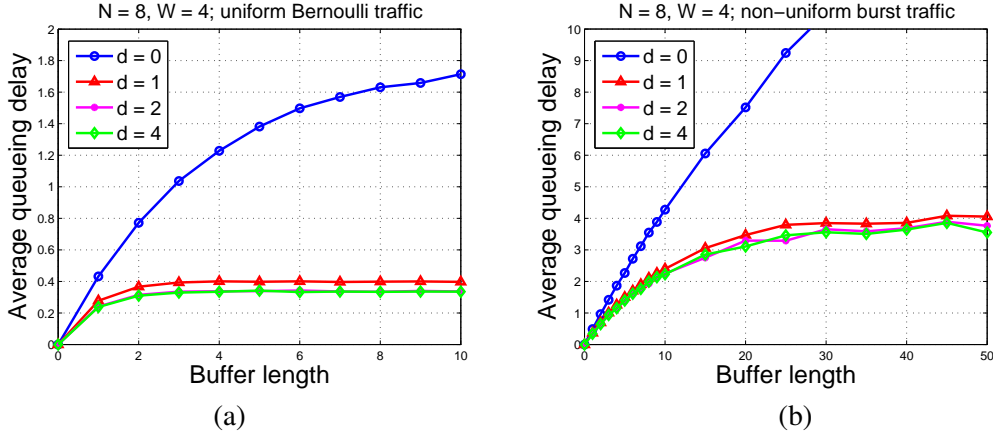 N = 8, W = 4; uniform Bernoulli traffic
Average queueing delay
2
1.8
1.6
1.4
1.2
1
0.8
0.6
0.4
0.2
0
d = 0
d = 1
d = 2
d = 4
0 2 4 6 8 10
Buffer length
(a)
N = 8, W = 4; non−uniform burst traffic
Average queueing delay
10
9
8
7
6
5
4
3
2
1
0
d = 0
d = 1
d = 2
d = 4
0 10 20 30 40 50
Buffer length
(b)